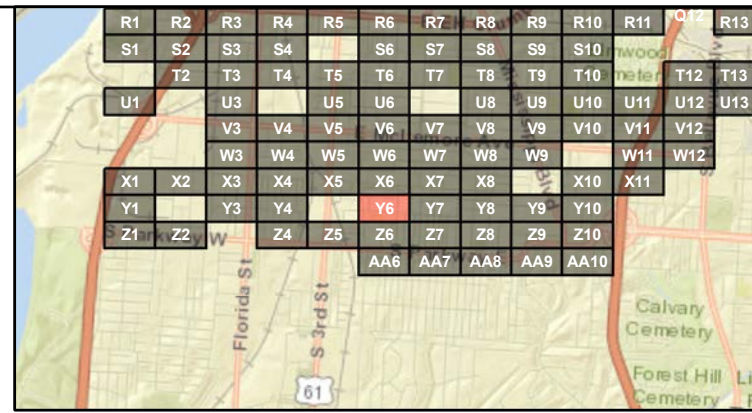 Q12
R1 R2 R3 R4 R5 R6 R7 R8 R9 R10 R11 R13
S1 S2 S3 S4 S6 S7 S8 S9 S10
T2 T3 T4 T5 T6 T7 T8 T9 T10 T12 T13
U1 U3 U5 U6 U8 U9 U10 U11 U12 U13
V3 V4 V5 V6 V7 V8 V9 V10 V11 V12
W3 W4 W5 W6 W7 W8 W9 W11 W12
X1 X2 X3 X4 X5 X6 X7 X8 X10 X11
Y1 Y3 Y4 Y6 Y7 Y8 Y9 Y10
Z1 Z2 Z4 Z5 Z6 Z7 Z8 Z9 Z10
AA6 AA7 AA8 AA9 AA10
Florida St
S 3rd St
61
Calvary
Cemetery
Forest Hill
Cemetery